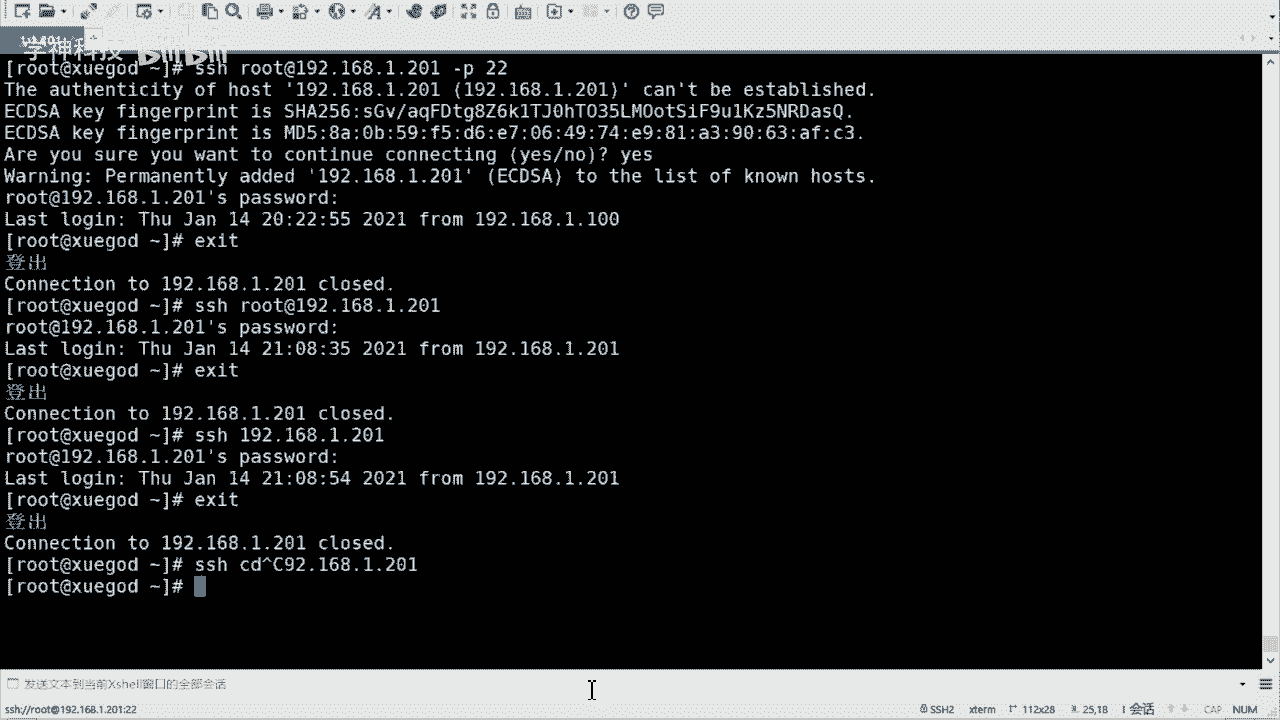 学神科技 bilibili
[root@xuegod ~]# ssh root@192.168.1.201 -p 22
The authenticity of host '192.168.1.201 (192.168.1.201)' can't be established.
ECDSA key fingerprint is SHA256:sGv/aqFDtg8Z6k1TJ0hTO35LMOotSiF9u1Kz5NRDasQ.
ECDSA key fingerprint is MD5:8a:0b:59:f5:d6:e7:06:49:74:e9:81:a3:90:63:af:c3.
Are you sure you want to continue connecting (yes/no)? yes
Warning: Permanently added '192.168.1.201' (ECDSA) to the list of known hosts.
root@192.168.1.201's password:
Last login: Thu Jan 14 20:22:55 2021 from 192.168.1.100
[root@xuegod ~]# exit
登出
Connection to 192.168.1.201 closed.
[root@xuegod ~]# ssh root@192.168.1.201
root@192.168.1.201's password:
Last login: Thu Jan 14 21:08:35 2021 from 192.168.1.201
[root@xuegod ~]# exit
登出
Connection to 192.168.1.201 closed.
[root@xuegod ~]# ssh 192.168.1.201
root@192.168.1.201's password:
Last login: Thu Jan 14 21:08:54 2021 from 192.168.1.201
[root@xuegod ~]# exit
登出
Connection to 192.168.1.201 closed.
[root@xuegod ~]# ssh cd^C92.168.1.201
[root@xuegod ~]#
发送文本到当前Xshell窗口的全部会话
ssh://root@192.168.1.201:22 SSH2 xterm 112x28 25,18 1 会话 CAP NUM